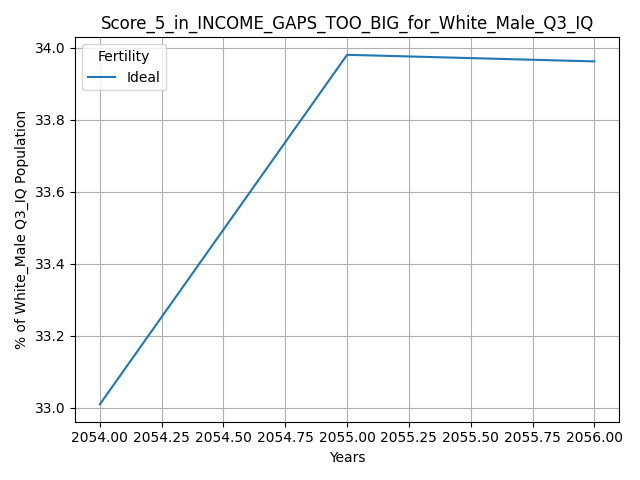 Score_5_in_INCOME_GAPS_TOO_BIG_for_White_Male_Q3_IQ
Fertility
Ideal
% of White_Male Q3_IQ Population
34.0
33.8
33.6
33.4
33.2
33.0
2054.00 2054.25 2054.50 2054.75 2055.00 2055.25 2055.50 2055.75 2056.00
Years